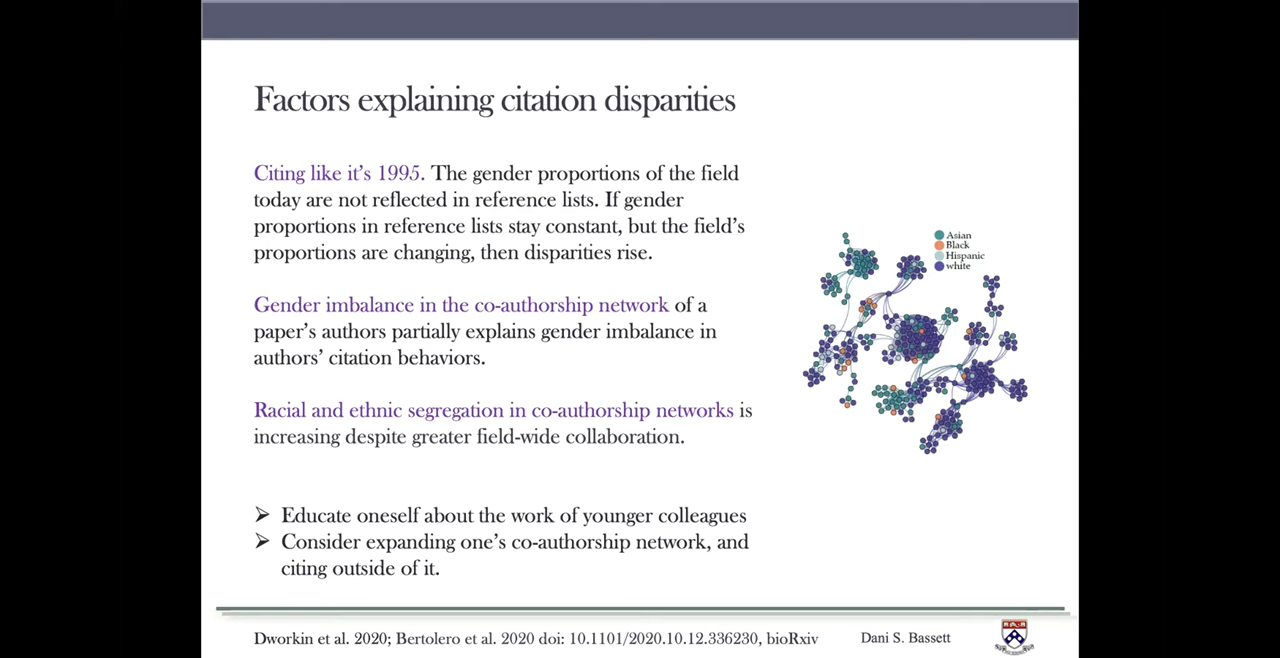 Factors explaining citation disparities
Citing like it's 1995. The gender proportions of the field
today are not reflected in reference lists. If gender
proportions in reference lists stay constant, but the field's
proportions are changing, then disparities rise.
Gender imbalance in the co-authorship network of a
paper's authors partially explains gender imbalance in
authors' citation behaviors.
Racial and ethnic segregation in co-authorship networks is
increasing despite greater field-wide collaboration.
Asian
Black
Hispanic
white
➢ Educate oneself about the work of younger colleagues
➢ Consider expanding one's co-authorship network, and
citing outside of it.
Dworkin et al. 2020; Bertolero et al. 2020 doi: 10.1101/2020.10.12.336230, bioRxiv
Dani S. Bassett